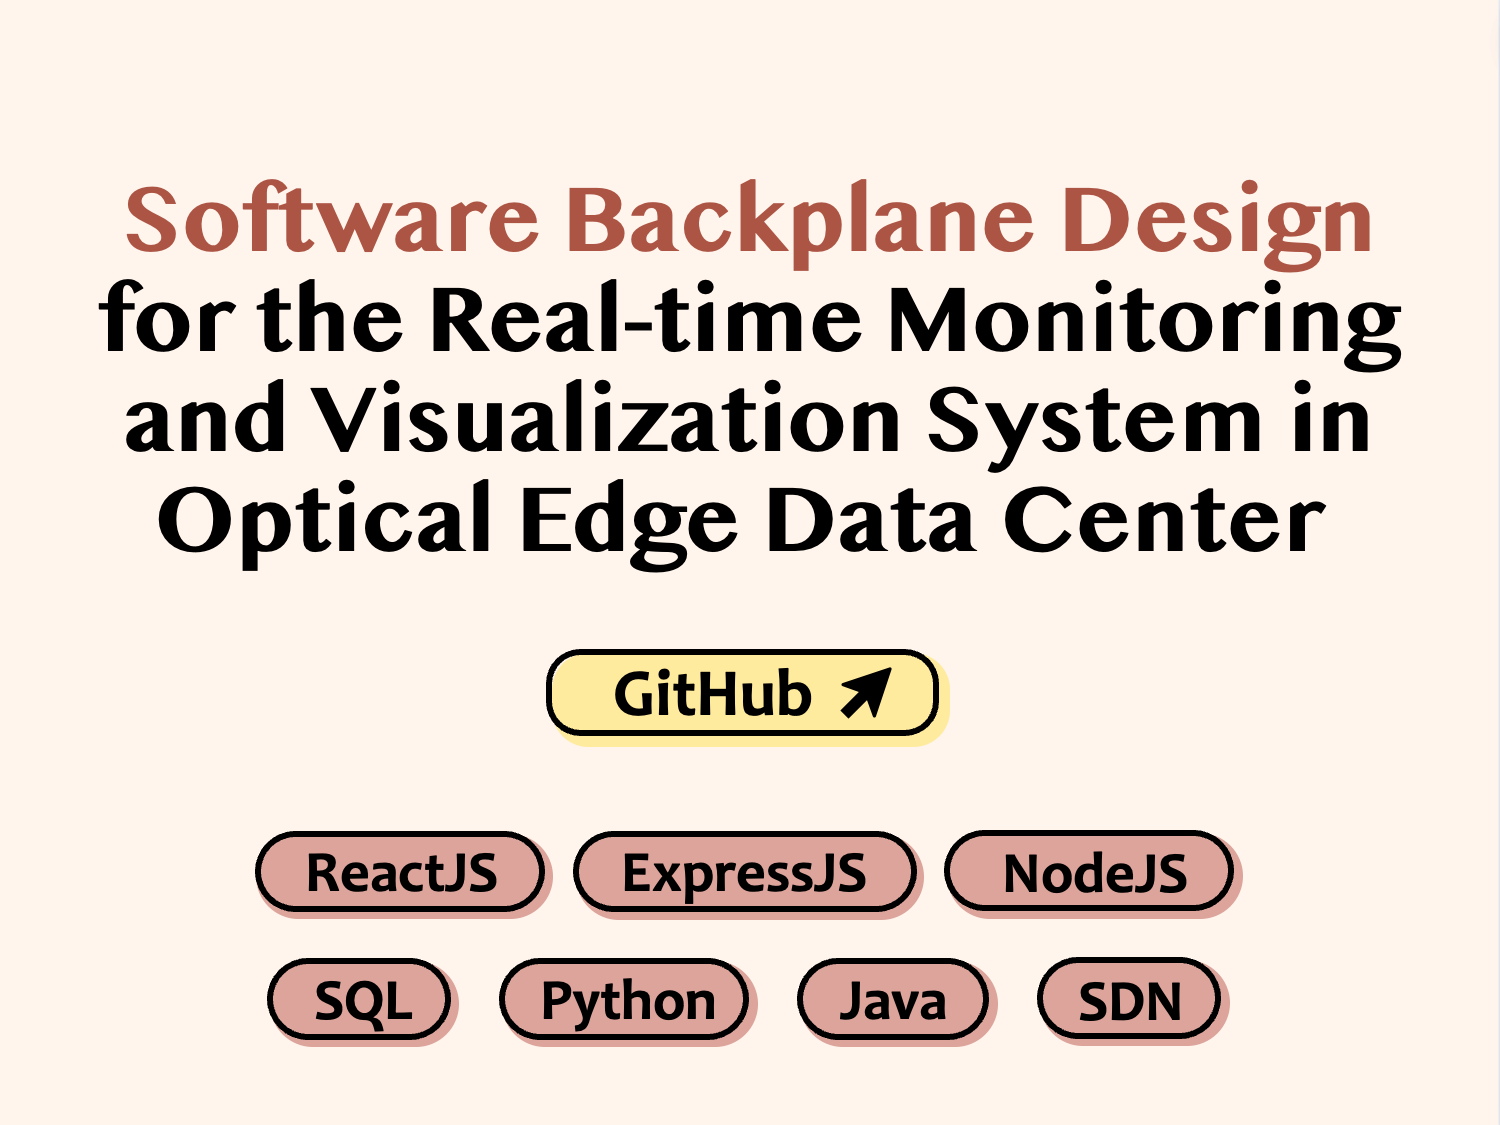 Software Backplane Design
for the Real-time Monitoring
and Visualization System in
Optical Edge Data Center
GitHub
ReactJS ExpressJS NodeJS
SQL Python Java SDN